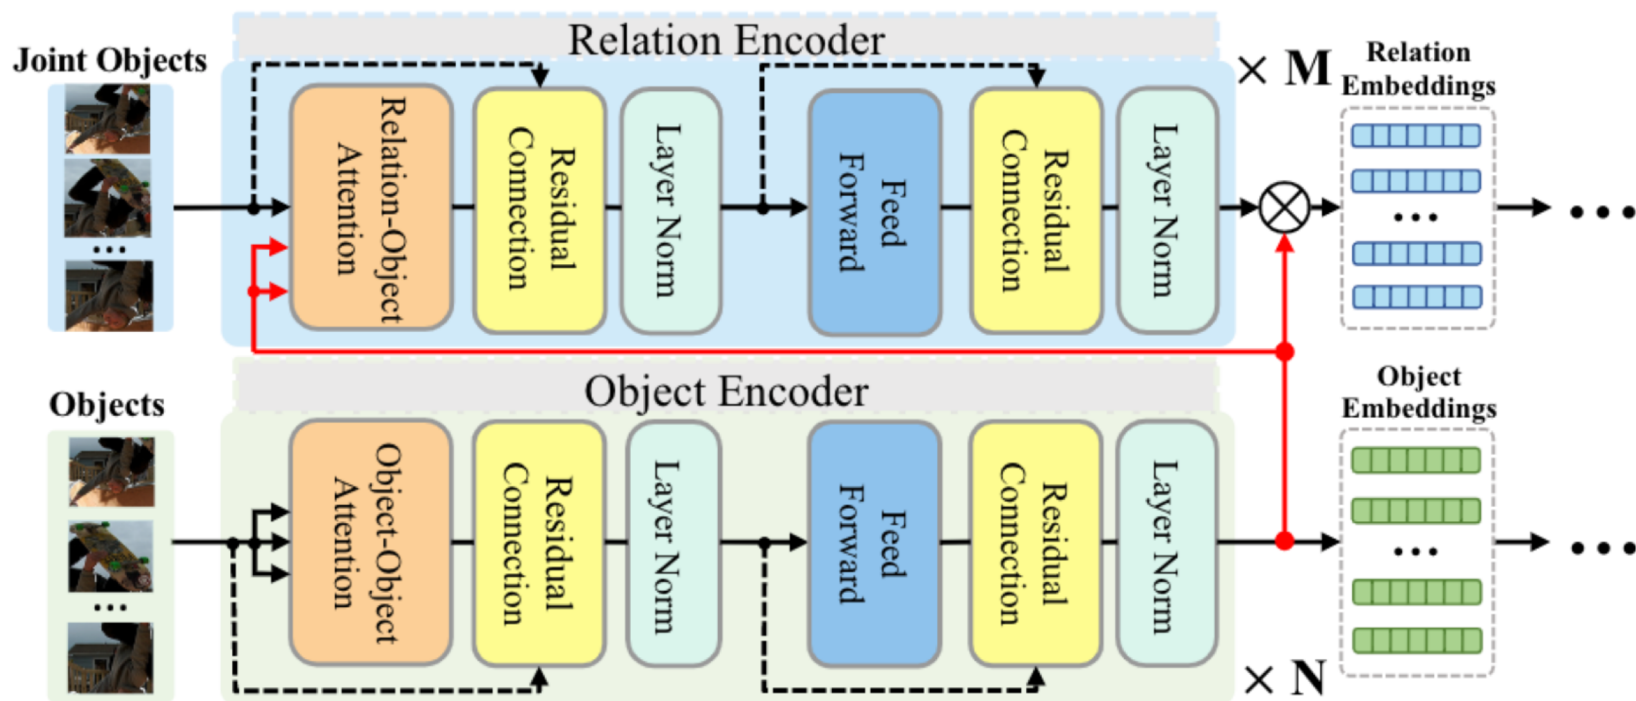 Relation Encoder
Joint Objects
× M
Relation
Embeddings
Relation-Object
Attention
Residual
Connection
Layer Norm
Feed
Forward
Residual
Connection
Layer Norm
...
...
...
Object Encoder
Objects
Object
Embeddings
Object-Object
Attention
Residual
Connection
Layer Norm
Feed
Forward
Residual
Connection
Layer Norm
...
...
...
× N